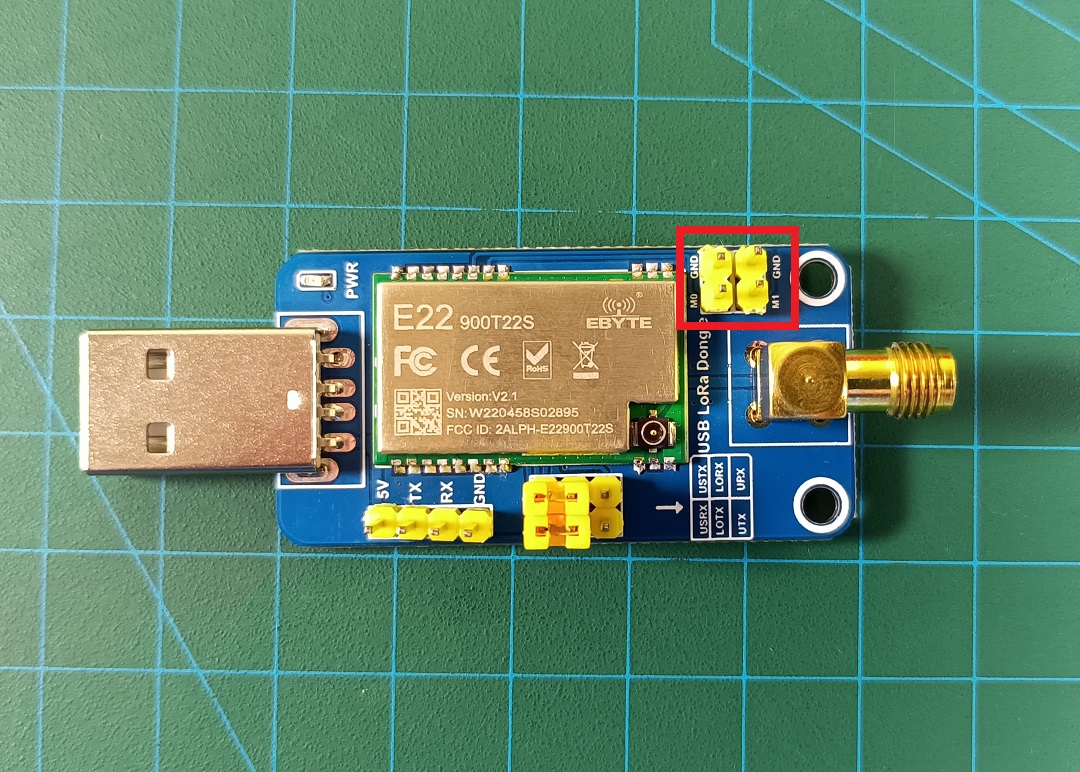 PWR
E22 900T22S
EBYTE
®
FC CE RoHS
Version:V2.1
SN: W220458S02895
FCC ID: 2ALPH-E22900T22S
GND
M0
GND
M1
USB LoRa Dong
5V
TX
RX
GND
USRX USTX
LOTX LORX
UTX UPX